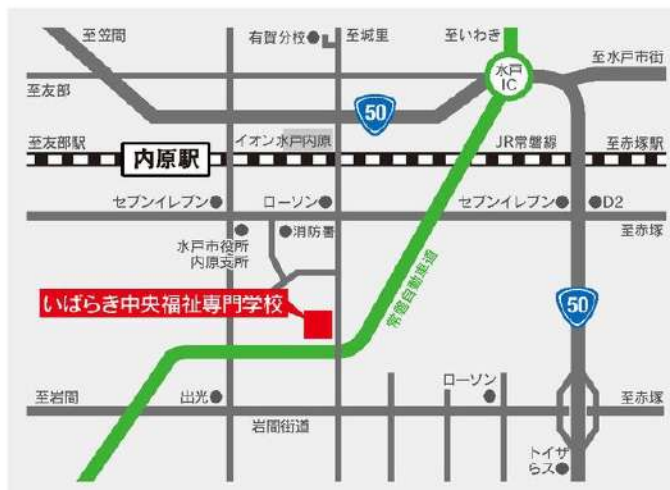 至笠間
有賀分校
至城里
至いわき
至水戸市街
水戸
IC
至友部
50
至友部駅
内原駅
イオン水戸内原
JR常磐線
至赤塚駅
セブンイレブン
ローソン
セブンイレブン
D2
水戸市役所
内原支所
消防署
至赤塚
いばらき中央福祉専門学校
常磐自動車道
50
ローソン
至岩間
出光
至赤塚
岩間街道
トイザ
らス